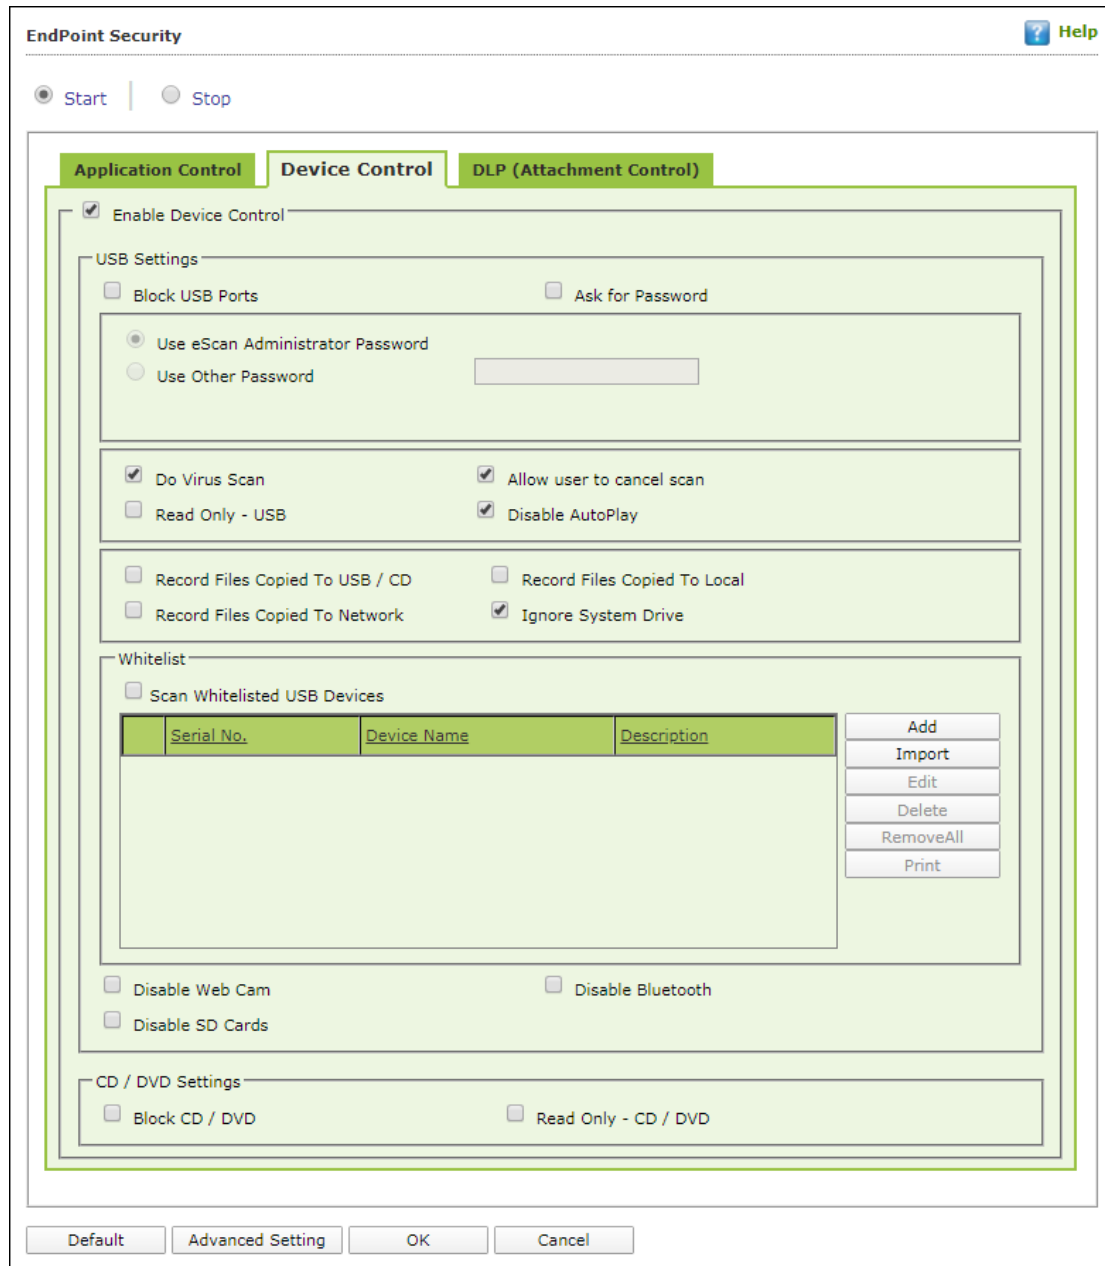 EndPoint Security
Help
Start
Stop
Application Control
Device Control
DLP (Attachment Control)
Enable Device Control
USB Settings
Block USB Ports
Ask for Password
Use eScan Administrator Password
Use Other Password
Do Virus Scan
Allow user to cancel scan
Read Only - USB
Disable AutoPlay
Record Files Copied To USB / CD
Record Files Copied To Local
Record Files Copied To Network
Ignore System Drive
Whitelist
Scan Whitelisted USB Devices
Serial No.
Device Name
Description
Add
Import
Edit
Delete
RemoveAll
Print
Disable Web Cam
Disable Bluetooth
Disable SD Cards
CD / DVD Settings
Block CD / DVD
Read Only - CD / DVD
Default
Advanced Setting
OK
Cancel